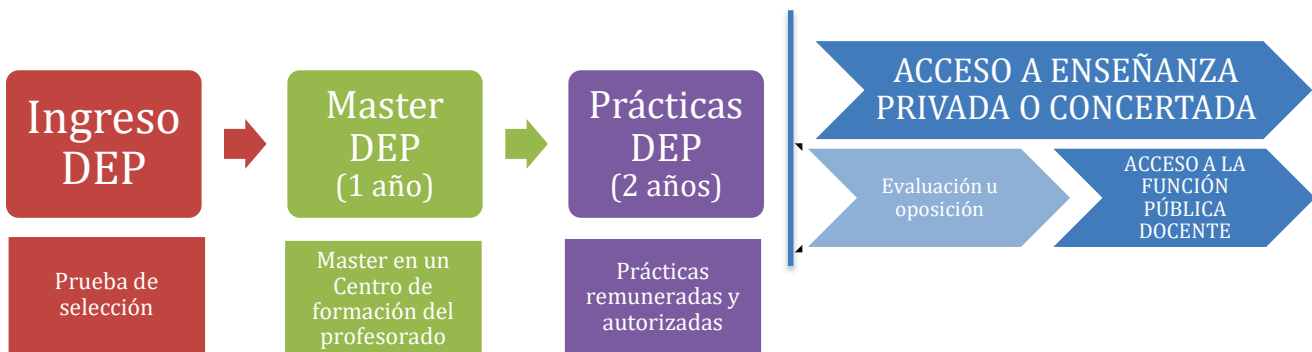 Ingreso
DEP
Prueba de
selección
Master
DEP
(1 año)
Master en un
Centro de
formación del
profesorado
Prácticas
DEP
(2 años)
Prácticas
remuneradas y
autorizadas
ACCESO A ENSEÑANZA
PRIVADA O CONCERTADA
Evaluación u
oposición
ACCESO A LA
FUNCIÓN
PÚBLICA
DOCENTE